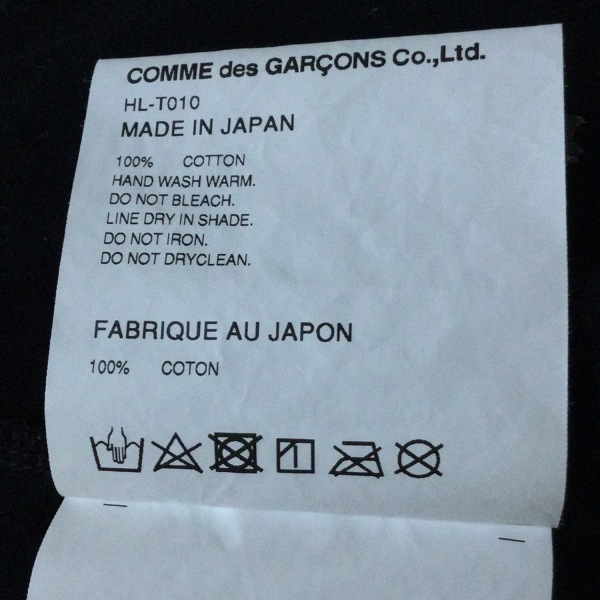 COMME des GARÇONS Co.,Ltd.
HL-T010
MADE IN JAPAN
100% COTTON
HAND WASH WARM.
DO NOT BLEACH.
LINE DRY IN SHADE.
DO NOT IRON.
DO NOT DRYCLEAN.
FABRIQUE AU JAPON
100% COTON